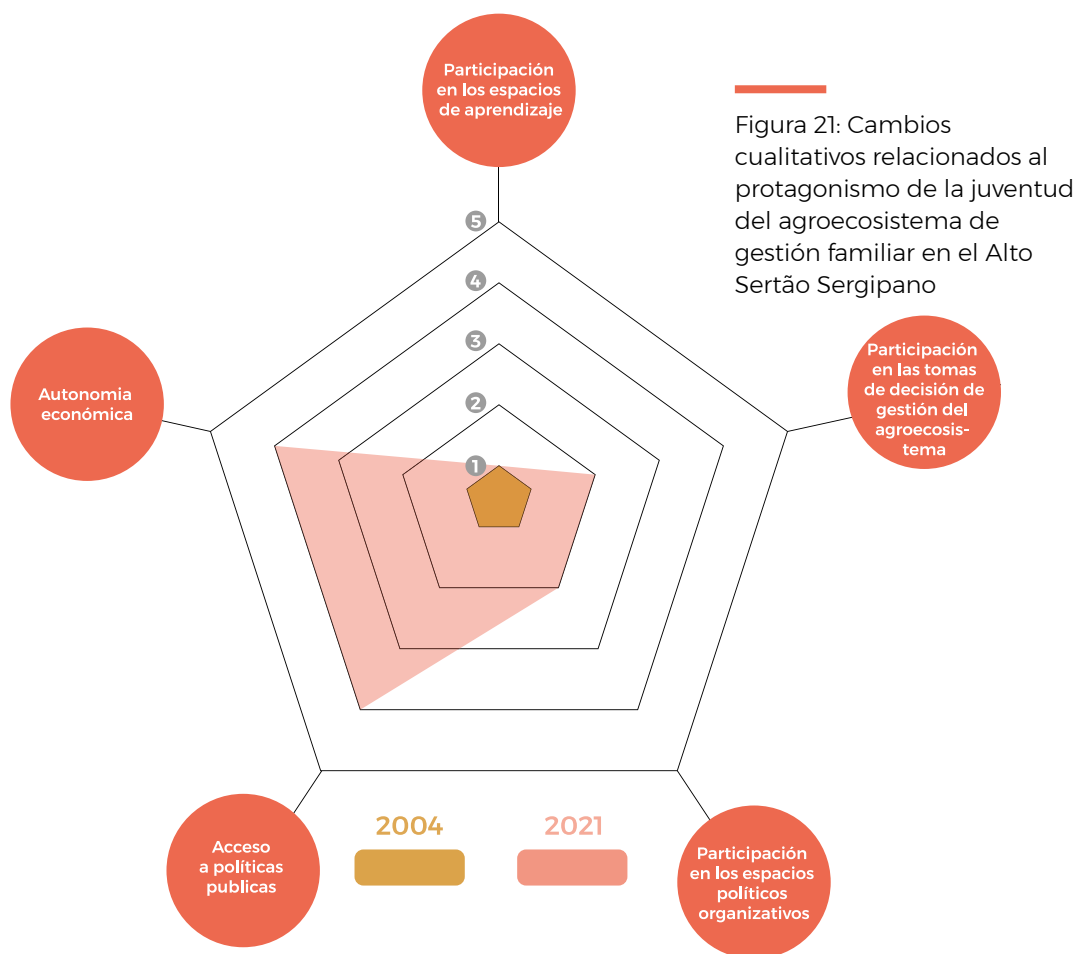 Participación
en los espacios
de aprendizaje
Figura 21: Cambios
cualitativos relacionados al
protagonismo de la juventud
del agroecosistema de
gestión familiar en el Alto
Sertão Sergipano
5
4
3
2
1
Autonomia
económica
Participación
en las tomas
de decisión de
gestión del
agroecosis-
tema
Acceso
a políticas
publicas
2004
2021
Participación
en los espacios
políticos
organizativos